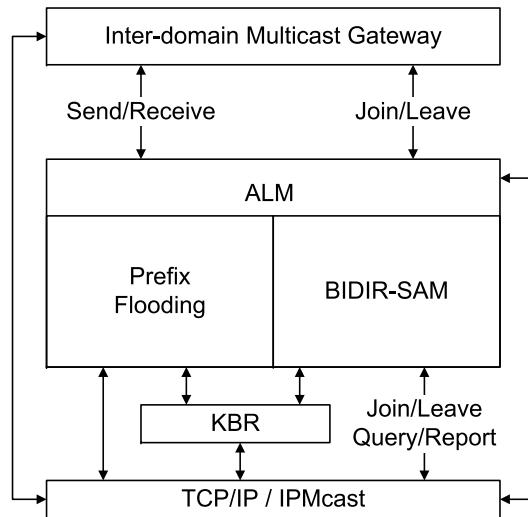 Inter-domain Multicast Gateway
Send/Receive
Join/Leave
ALM
Prefix
Flooding
BIDIR-SAM
KBR
Join/Leave
Query/Report
TCP/IP / IPMcast